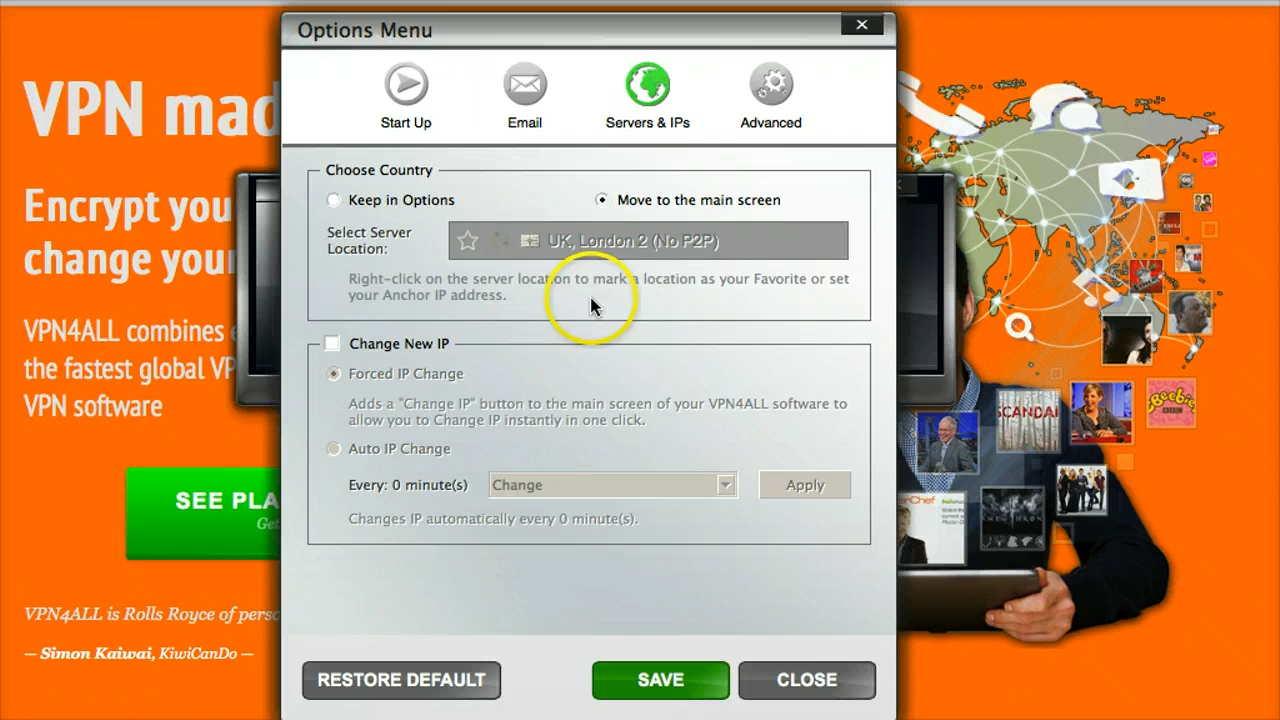 Options Menu
Start Up
Email
Servers & IPs
Advanced
VPN mad
Encrypt you
change your
VPN4ALL combines
the fastest global VP
VPN software
SEE PLA
Get
VPN4ALL is Rolls Royce of perso
— Simon Kaiwai, KiwiCanDo —
Choose Country
Keep in Options
Move to the main screen
Select Server
Location:
UK, London 2 (No P2P)
Right-click on the server location to mark a location as your Favorite or set
your Anchor IP address.
Change New IP
Forced IP Change
Adds a "Change IP" button to the main screen of your VPN4ALL software to
allow you to Change IP instantly in one click.
Auto IP Change
Every: 0 minute(s)
Change
Apply
Changes IP automatically every 0 minute(s).
RESTORE DEFAULT
SAVE
CLOSE
SCANDAL
BBC